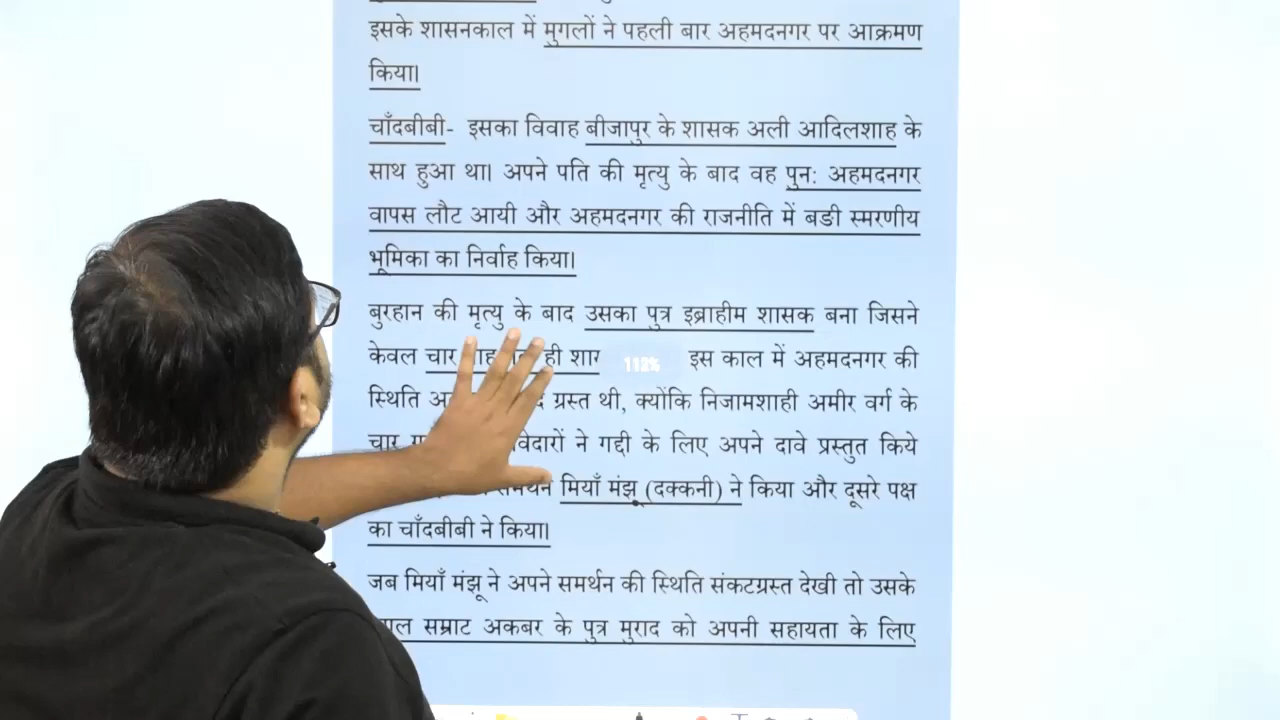 इसके शासनकाल में मुगलों ने पहली बार अहमदनगर पर आक्रमण
किया।
चाँदबीबी- इसका विवाह बीजापुर के शासक अली आदिलशाह के
साथ हुआ था। अपने पति की मृत्यु के बाद वह पुन: अहमदनगर
वापस लौट आयी और अहमदनगर की राजनीति में बडी स्मरणीय
भूमिका का निर्वाह किया।
बुरहान की मृत्यु के बाद उसका पुत्र इब्राहीम शासक बना जिसने
केवल चार ही 112% इस काल में अहमदनगर की
स्थिति ग्रस्त थी, क्योंकि निजामशाही अमीर वर्ग के
चार ने गद्दी के लिए अपने दावे प्रस्तुत किये
मियाँ मंझू (दक्कनी) ने किया और दूसरे पक्ष
का चाँदबीबी ने किया।
जब मियाँ मंझू ने अपने समर्थन की स्थिति संकटग्रस्त देखी तो उसके
सम्राट अकबर के पुत्र मुराद को अपनी सहायता के लिए